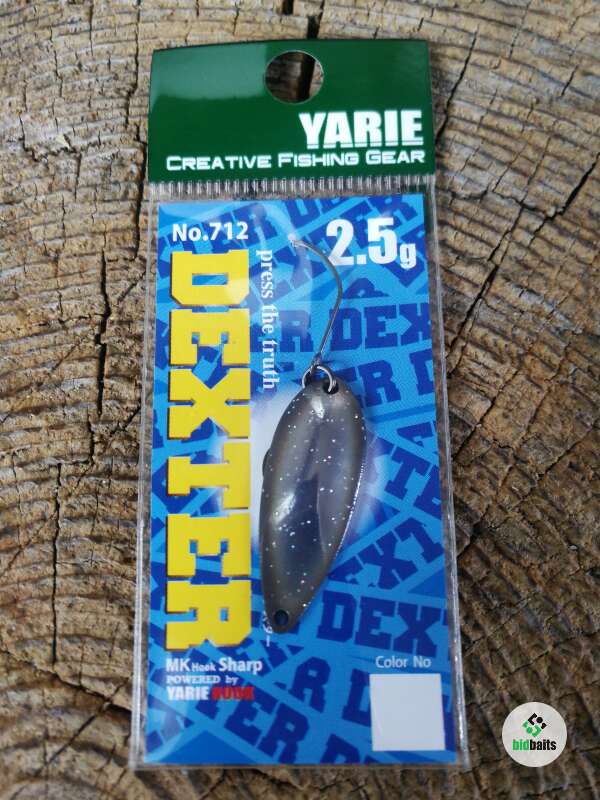 YARIE
CREATIVE FISHING GEAR
No.712
2.5g
DEXTER
press the truth
MK Hook Sharp
POWERED by
YARIE HOOK
Color No
bidbaits